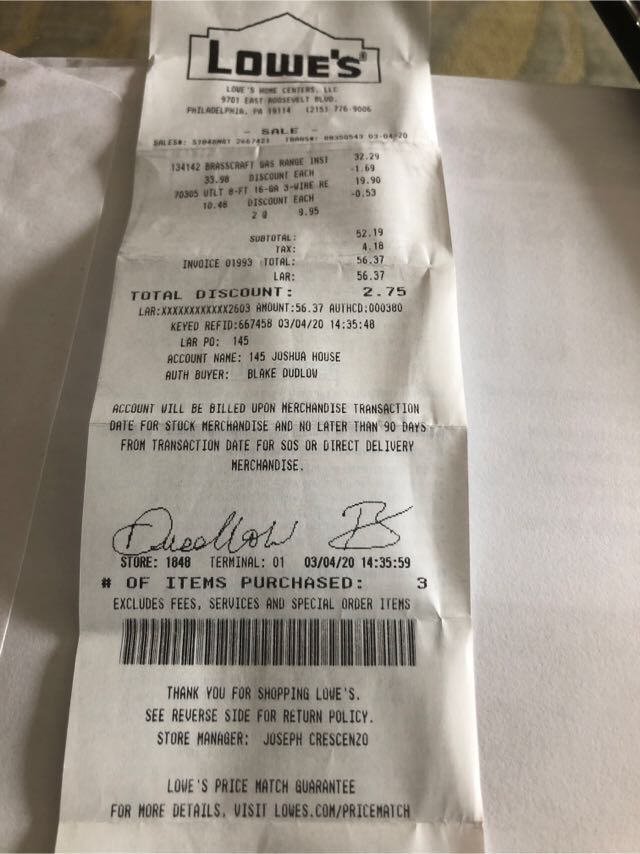 LOWE'S
LOWE'S HOME CENTERS, LLC
9701 EAST ROOSEVELT BLVD.
PHILADELPHIA, PA 19114 (215) 776-9006
- SALE -
SALES#: 2667421 TRANS#: 03-04-20
134142 BRASSCRAFT GAS RANGE INST 32.29
33.98 DISCOUNT EACH -1.69
70305 UTLT 8-FT 16-GA 3-WIRE RE 19.90
10.48 DISCOUNT EACH -0.53
2 @ 9.95
SUBTOTAL: 52.19
TAX: 4.18
INVOICE 01993 TOTAL: 56.37
LAR: 56.37
TOTAL DISCOUNT: 2.75
LAR:XXXXXXXXXXXX2603 AMOUNT:56.37 AUTHCD:000380
KEYED REFID:667458 03/04/20 14:35:48
LAR PO: 145
ACCOUNT NAME: 145 JOSHUA HOUSE
AUTH BUYER: BLAKE DUDLOW
ACCOUNT WILL BE BILLED UPON MERCHANDISE TRANSACTION
DATE FOR STOCK MERCHANDISE AND NO LATER THAN 90 DAYS
FROM TRANSACTION DATE FOR SOS OR DIRECT DELIVERY
MERCHANDISE.
STORE: 1848 TERMINAL: 01 03/04/20 14:35:59
# OF ITEMS PURCHASED: 3
EXCLUDES FEES, SERVICES AND SPECIAL ORDER ITEMS
THANK YOU FOR SHOPPING LOWE'S.
SEE REVERSE SIDE FOR RETURN POLICY.
STORE MANAGER: JOSEPH CRESCENZO
LOWE'S PRICE MATCH GUARANTEE
FOR MORE DETAILS, VISIT LOWES.COM/PRICEMATCH